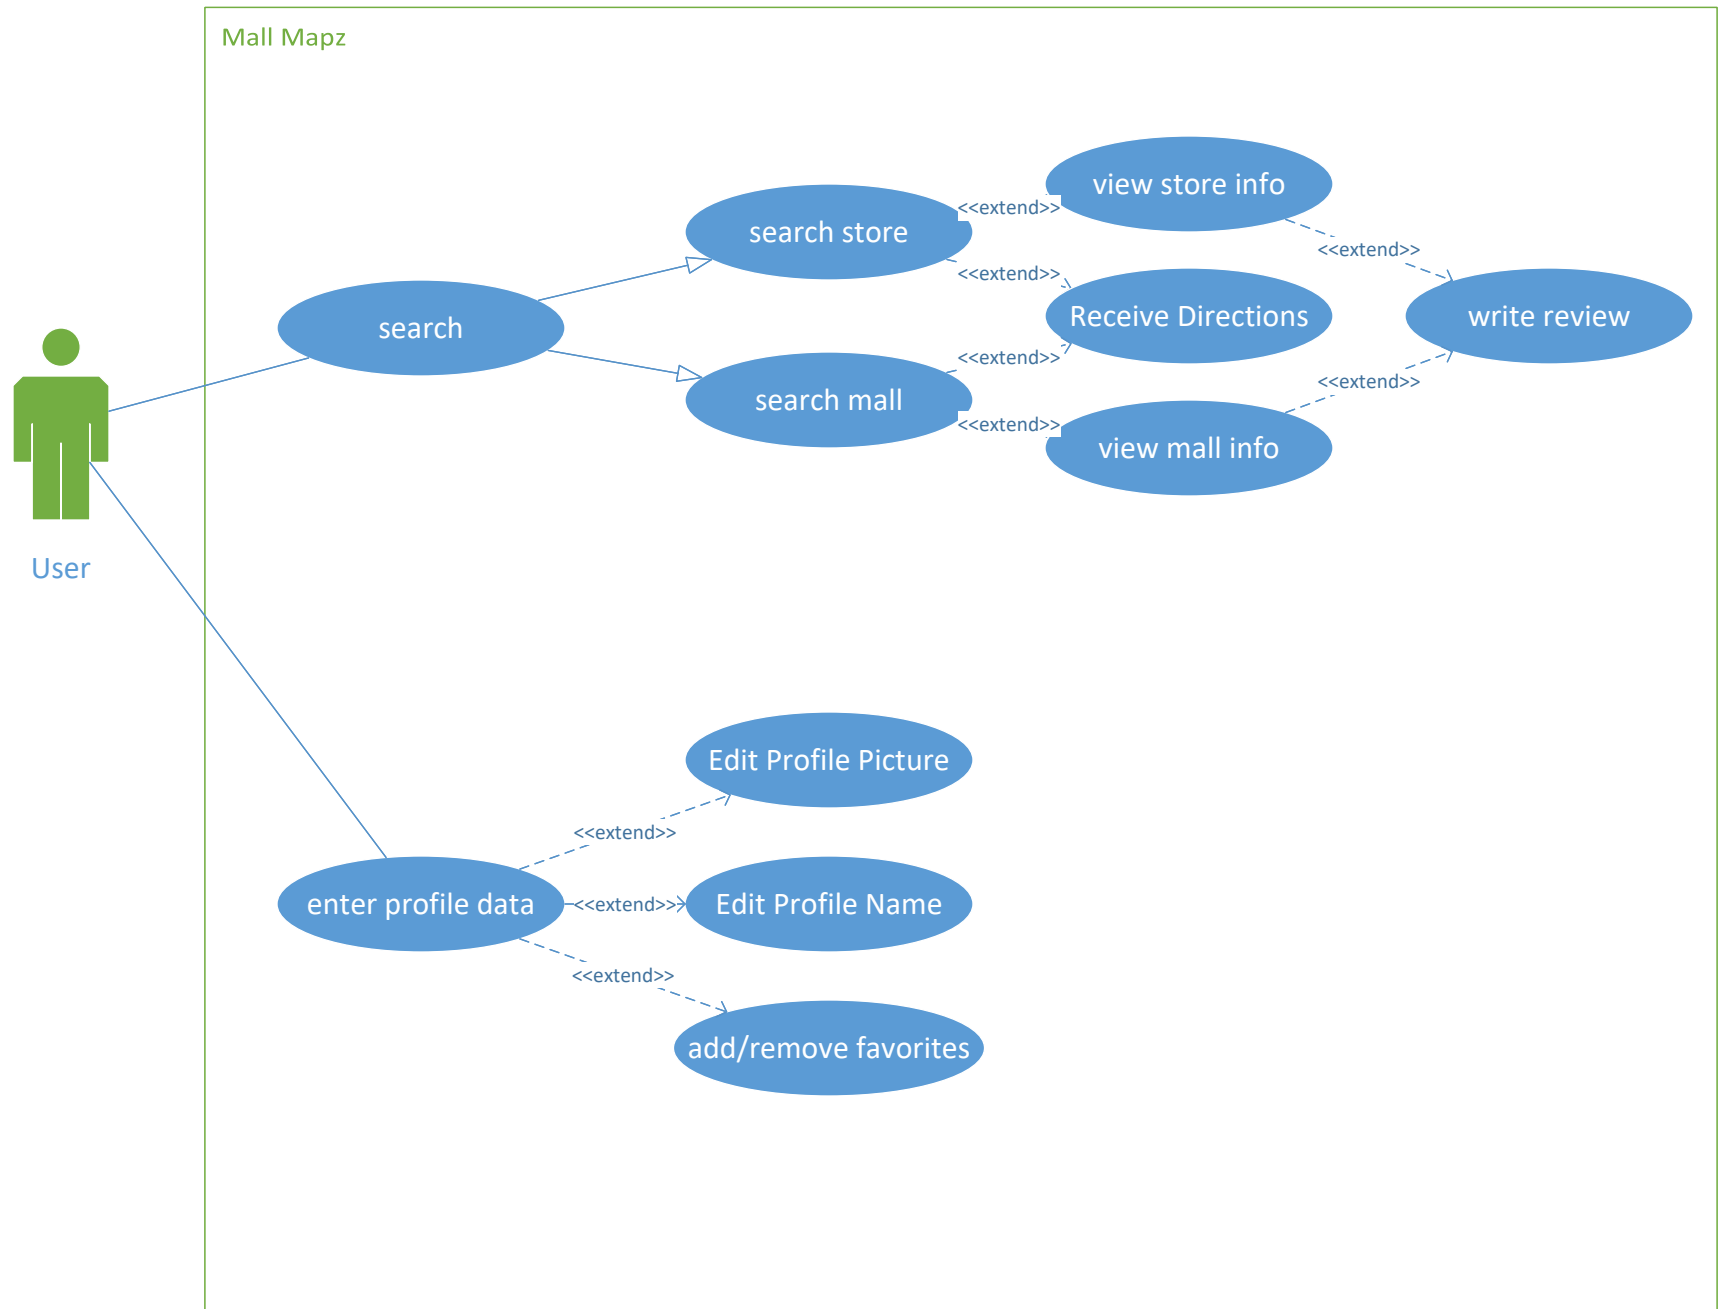 Mall Mapz
view store info
search store
<<extend>>
<<extend>>
<<extend>>
Receive Directions
write review
search
<<extend>>
<<extend>>
search mall
<<extend>>
view mall info
User
Edit Profile Picture
<<extend>>
enter profile data
<<extend>>
Edit Profile Name
<<extend>>
add/remove favorites